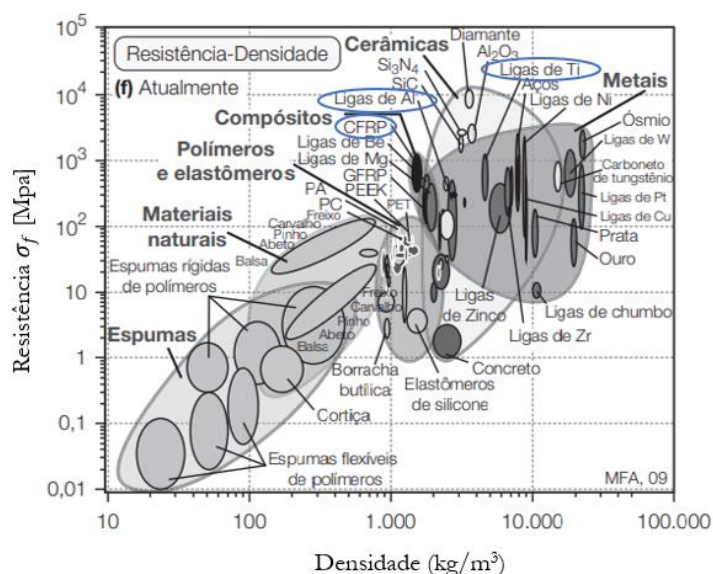 Resistência-Densidade
(f) Atualmente
Resistência σf [Mpa]
10⁵
10⁴
10³
10²
10
1
0,1
0,01
Diamante
Cerâmicas
Al₂O₃
Si₃N₄
SiC
Ligas de Ti
Aços
Metais
Ligas de Al
Ligas de Ni
Compósitos
Ósmio
CFRP
Ligas de W
Ligas de Be
Polímeros
e elastômeros
Ligas de Mg
Carboneto
de tungstênio
GFRP
PA
PEEK
PET
Ligas de Pt
PC
Ligas de Cu
Materiais
naturais
Freixo
Carvalho
Pinho
Abeto
Balsa
Prata
Ouro
Espumas rígidas
de polímeros
Freixo
Carvalho
Pinho
Abeto
Balsa
Ligas
de Zinco
Ligas de chumbo
Ligas de Zr
Espumas
Borracha
butílica
Concreto
Elastômeros
de silicone
Cortiça
Espumas flexíveis
de polímeros
MFA, 09
10
100
1.000
10.000
100.000
Densidade (kg/m³)